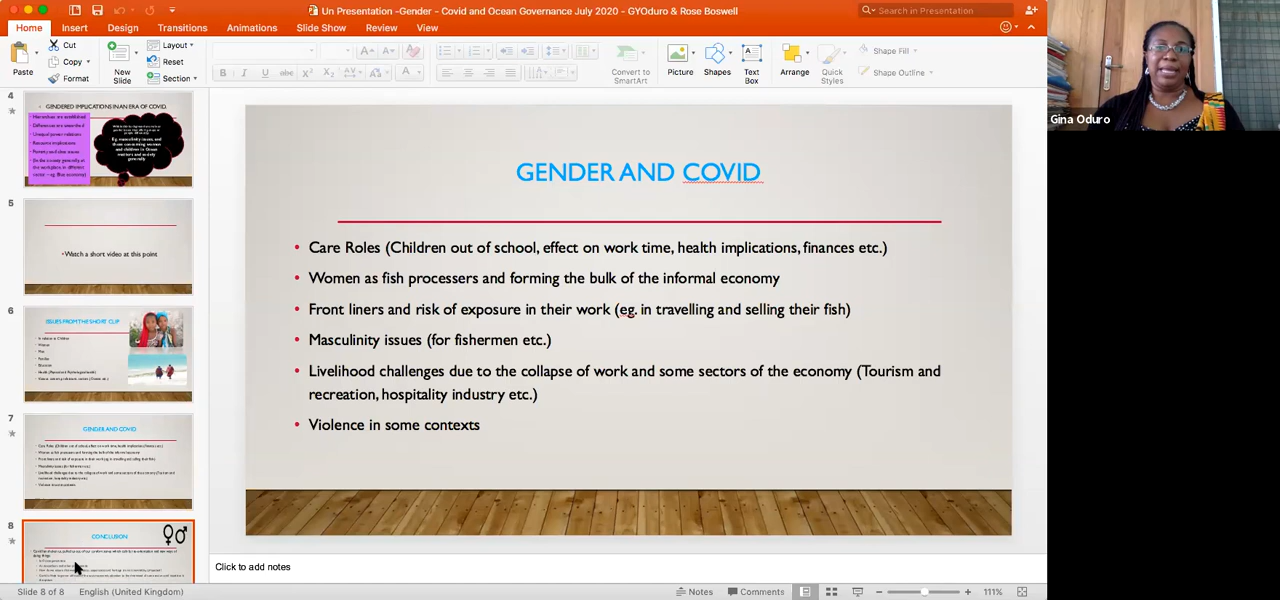 Un Presentation -Gender - Covid and Ocean Governance July 2020 - GYOduro & Rose Boswell
Search in Presentation
Home Insert Design Transitions Animations Slide Show Review View
Paste
Cut
Copy
Format
New Slide
Layout
Reset
Section
Convert to SmartArt
Picture
Shapes
Text Box
Arrange
Quick Styles
Shape Fill
Shape Outline
4
GENDERED IMPLICATIONS IN AN ERA OF COVID.
5
Watch a short video at this point
6
ISSUES FROM THE SHORT CLIP
7
GENDER AND COVID
8
CONCLUSION
GENDER AND COVID
• Care Roles (Children out of school, effect on work time, health implications, finances etc.)
• Women as fish processers and forming the bulk of the informal economy
• Front liners and risk of exposure in their work (eg. in travelling and selling their fish)
• Masculinity issues (for fishermen etc.)
• Livelihood challenges due to the collapse of work and some sectors of the economy (Tourism and
recreation, hospitality industry etc.)
• Violence in some contexts
Click to add notes
Slide 8 of 8 English (United Kingdom) Notes Comments 111%
Gina Oduro